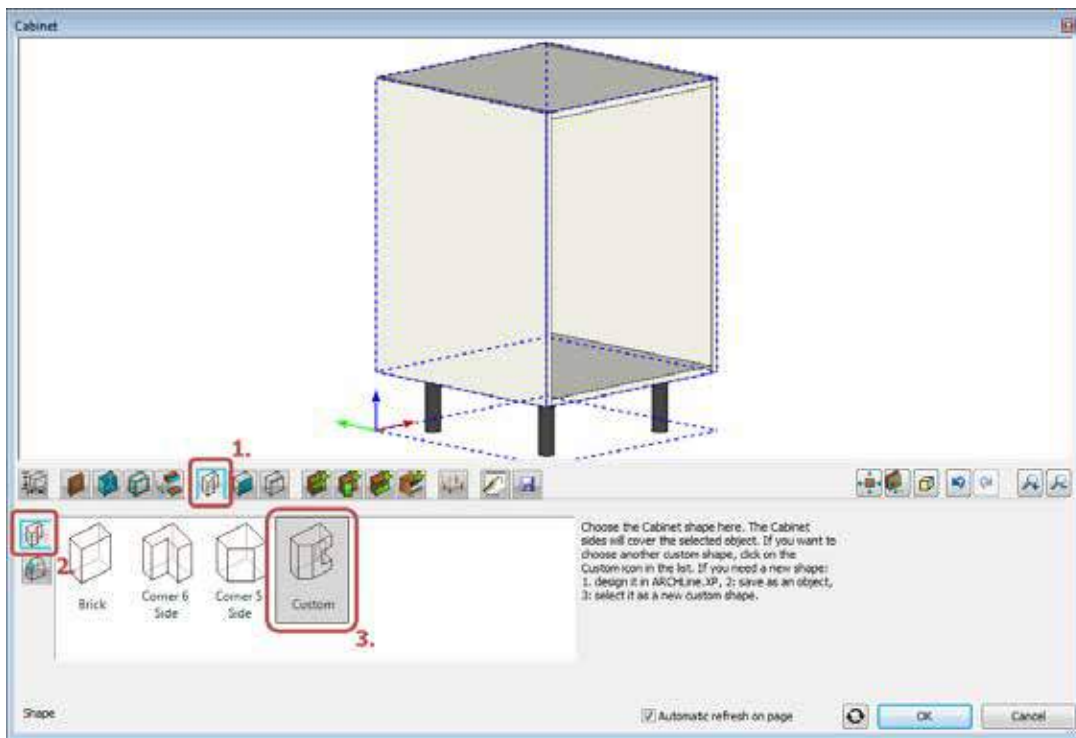 Cabinet
1.
2.
Brick
Corner 6
Side
Corner 5
Side
Custom
3.
Choose the Cabinet shape here. The Cabinet
sides will cover the selected object. If you want to
choose another custom shape, click on the
Custom icon in the list. If you need a new shape:
1. design it in ARCHLine.XP, 2: save as an object,
3: select it as a new custom shape.
Shape
Automatic refresh on page
OK
Cancel